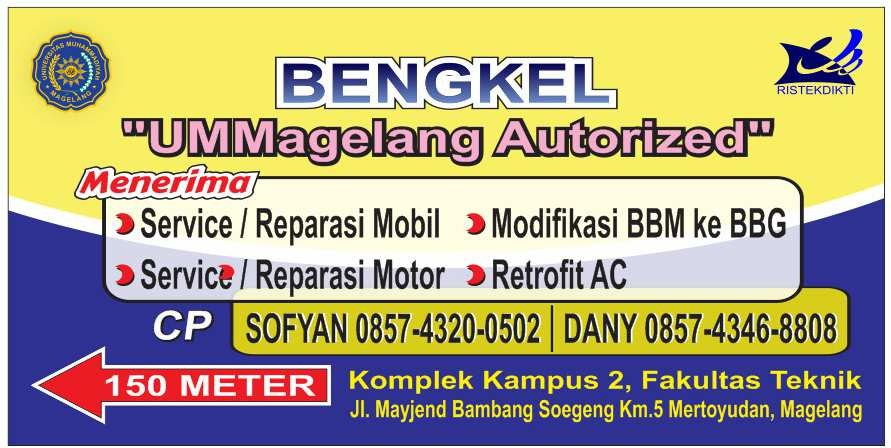 UNIVERSITAS MUHAMMADIYAH
MAGELANG
RISTEKDIKTI
BENGKEL
"UMMagelang Autorized"
Menerima
Service / Reparasi Mobil
Modifikasi BBM ke BBG
Service / Reparasi Motor
Retrofit AC
CP
SOFYAN 0857-4320-0502 | DANY 0857-4346-8808
150 METER
Komplek Kampus 2, Fakultas Teknik
Jl. Mayjend Bambang Soegeng Km.5 Mertoyudan, Magelang